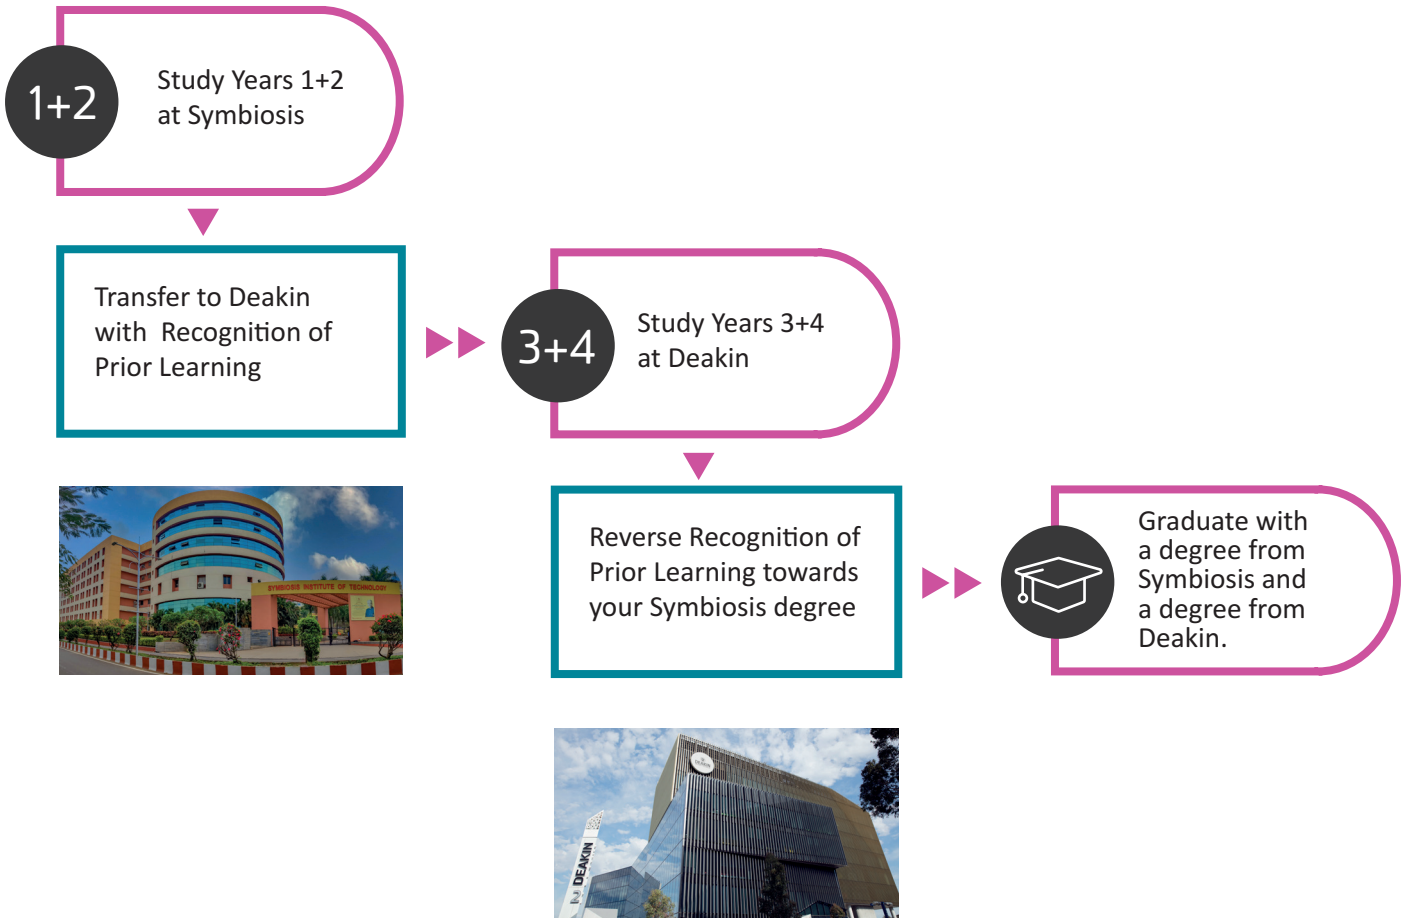 1+2
Study Years 1+2
at Symbiosis
Transfer to Deakin
with Recognition of
Prior Learning
3+4
Study Years 3+4
at Deakin
SYMBIOSIS INSTITUTE OF TECHNOLOGY
Reverse Recognition of
Prior Learning towards
your Symbiosis degree
Graduate with
a degree from
Symbiosis and
a degree from
Deakin.
DEAKIN
DEAKIN